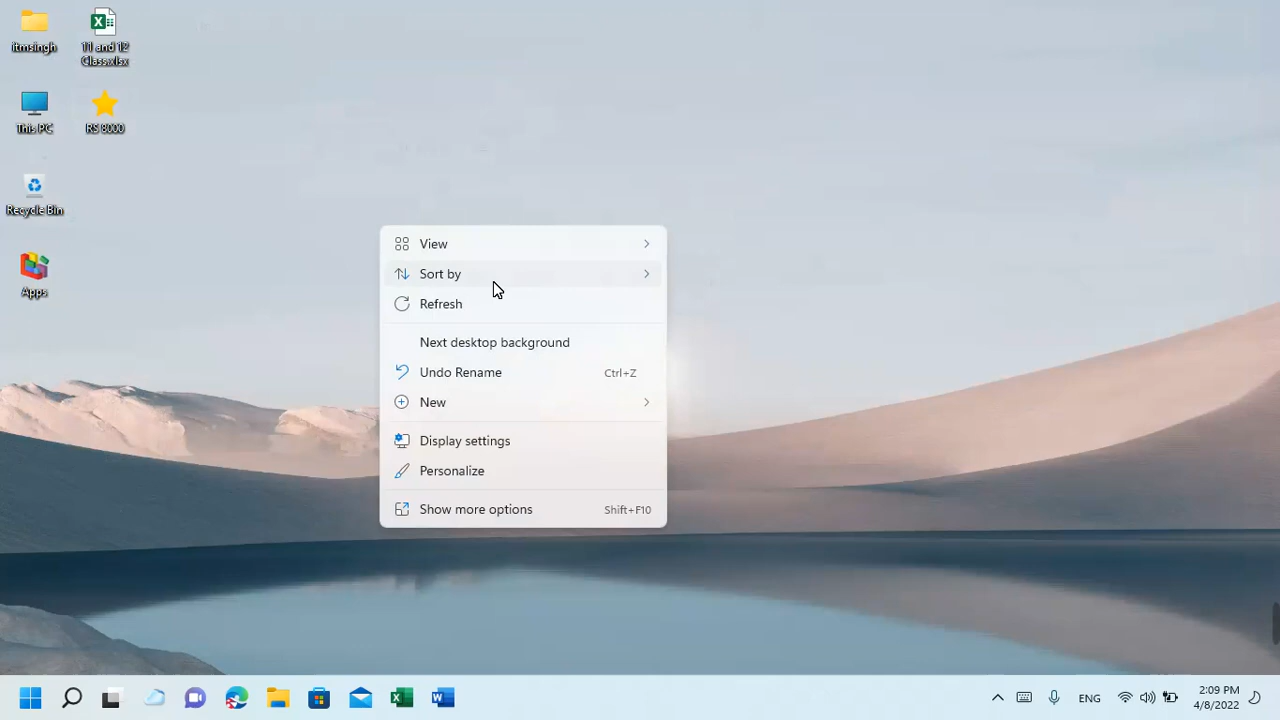 itmsingh
11 and 12
Class.xlsx
This PC
RS 8000
Recycle Bin
Apps
View
Sort by
Refresh
Next desktop background
Undo Rename Ctrl+Z
New
Display settings
Personalize
Show more options Shift+F10
ENG
2:09 PM
4/8/2022